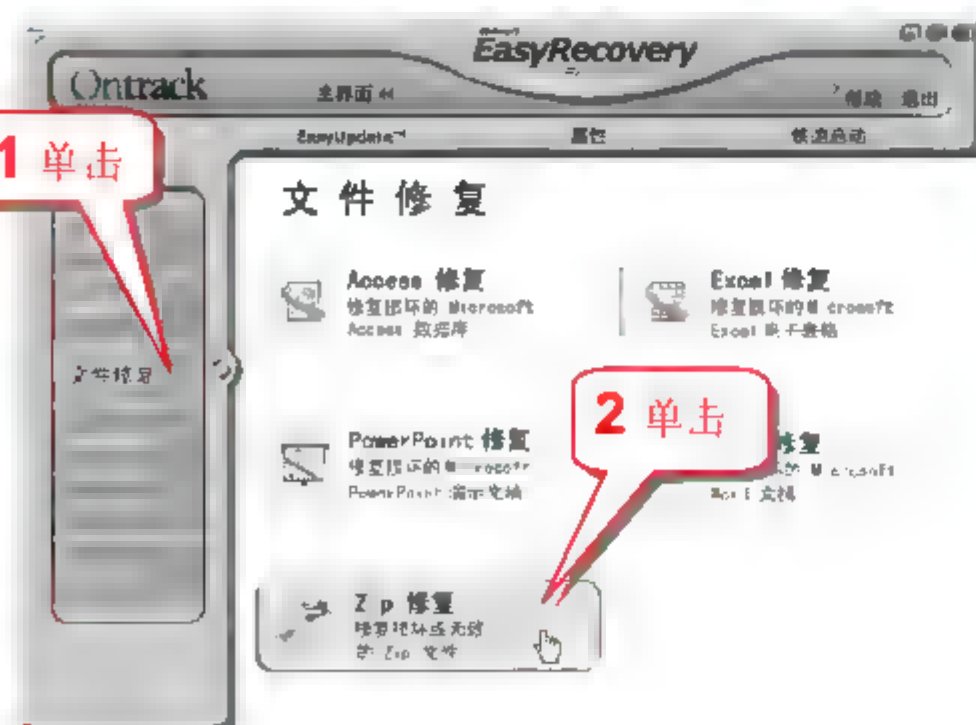 EasyRecovery
Ontrack
主界面
帮助 退出
EasyUpdate™ 属性 快速启动
1 单击
文件修复
Access 修复
修复损坏的 Microsoft
Access 数据库
Excel 修复
修复损坏的 Microsoft
Excel 电子表格
文件修复
2 单击
PowerPoint 修复
修复损坏的 Microsoft
PowerPoint 演示文稿
修复
的 Microsoft
文档
Zip 修复
修复损坏或无效
的 Zip 文件